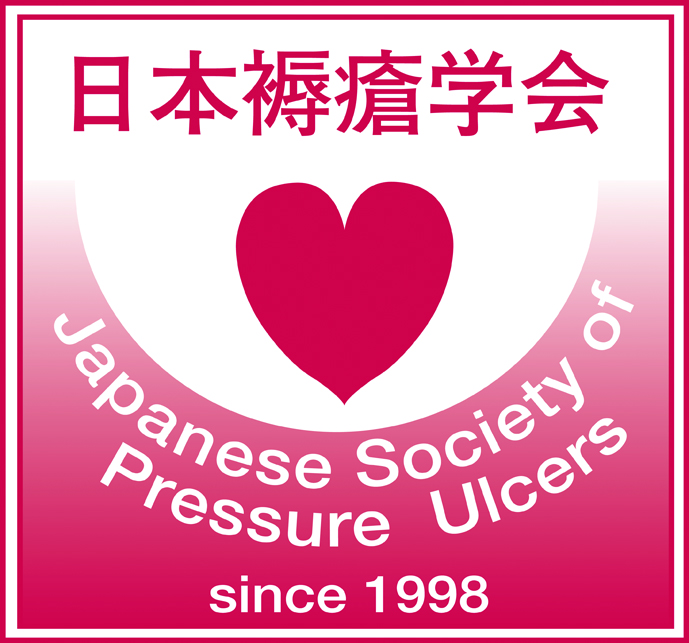 日本褥瘡学会
Japanese Society of
Pressure Ulcers
since 1998